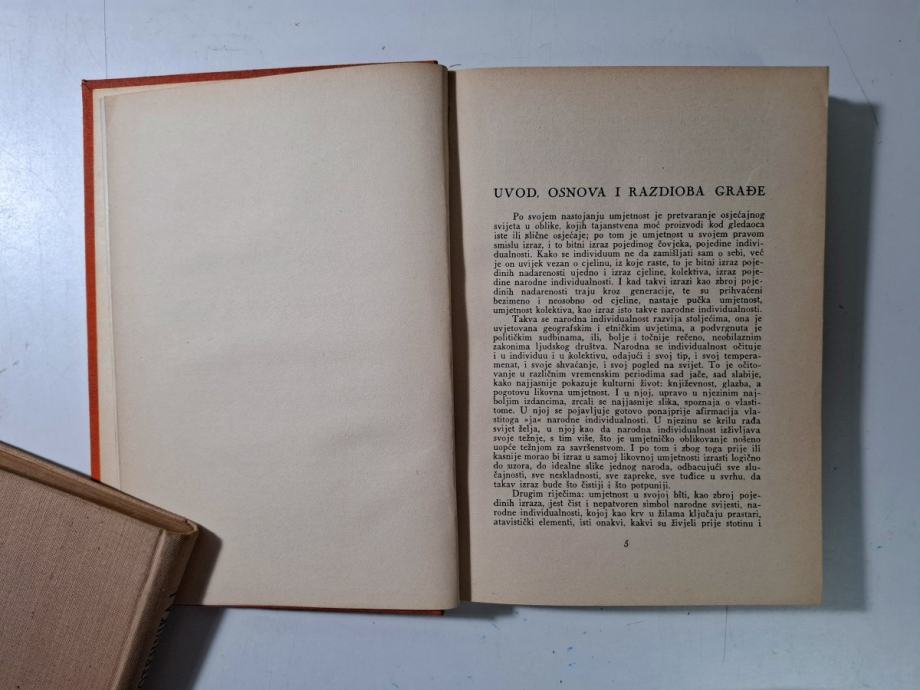 UVOD. OSNOVA I RAZDIOBA GRAĐE
Po svojem nastojanju umjetnost je pretvaranje osjećajnog
svijeta u oblike, kojih tajanstvena moć proizvodi kod gledaoca
iste ili slične osjećaje; po tom je umjetnost u svojem pravom
smislu izraz, i to bitni izraz pojedinog čovjeka, pojedine indivi-
dualnosti. Kako se individuum ne da zamišljati sam o sebi, već
je on uvijek vezan o cjelinu, iz koje raste, to je bitni izraz poje-
dinih nadarenosti ujedno i izraz cjeline, kolektiva, izraz poje-
dine narodne individualnosti. I kad takvi izrazi kao zbroj poje-
dinih nadarenosti traju kroz generacije, te su prihvaćeni
bezimeno i neosobno od cjeline, nastaje pučka umjetnost,
umjetnost kolektiva, kao izraz isto takve narodne individualnosti.
Takva se narodna individualnost razvija stoljećima, ona je
uvjetovana geografskim i etničkim uvjetima, a podvrgnuta je
političkim sudbinama, ili, bolje i točnije rečeno, neobilaznim
zakonima ljudskog društva. Narodna se individualnost očituje
i u individuu i u kolektivu, odajući i svoj tip, i svoj tempera-
menat, i svoje shvaćanje, i svoj pogled na svijet. To je očito-
vanje u različnim vremenskim periodima sad jače, sad slabije,
kako najjasnije pokazuje kulturni život: književnost, glazba, a
pogotovu likovna umjetnost. I u njoj, upravo u njezinim naj-
boljim izdancima, zrcali se najjasnije slika, spoznaja o vlasti-
tome. U njoj se pojavljuje gotovo ponajprije afirmacija vla-
stitoga »ja« narodne individualnosti. U njezinu se krilu rađa
svijet želja, u njoj kao da narodna individualnost izživljava
svoje težnje, s tim više, što je umjetničko oblikovanje nošeno
uopće težnjom za savršenstvom. I po tom i zbog toga prije ili
kasnije morao bi izraz u samoj likovnoj umjetnosti izrasti logično
do uzora, do idealne slike jednog naroda, odbacujući sve slu-
čajnosti, sve neskladnosti, sve zapreke, sve tuđice u svrhu, da
takav izraz bude što čistiji i što potpuniji.
Drugim riječima: umjetnost u svojoj biti, kao zbroj poje-
dinih izraza, jest čist i nepatvoren simbol narodne svijesti, na-
rodne individualnosti, kojoj kao krv u žilama ključaju prastari,
atavistički elementi, isti onakvi, kakvi su živjeli prije stotinu i
5